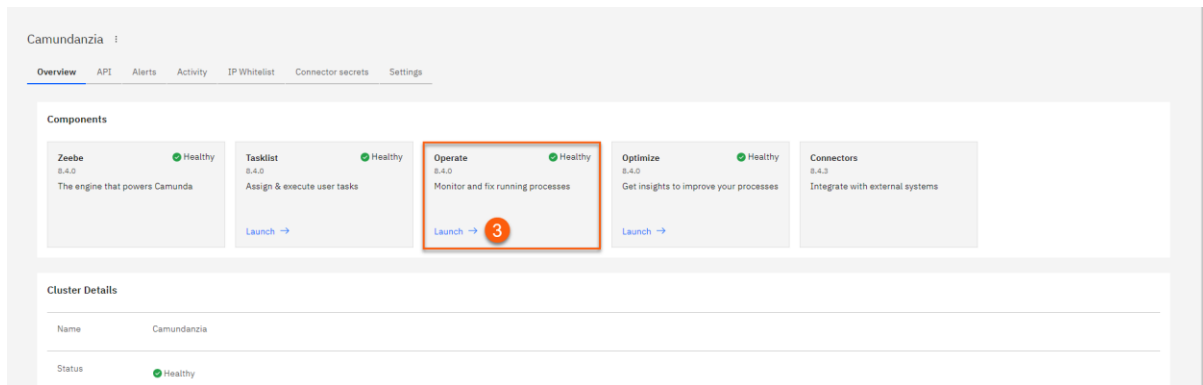 Camundanzia
Overview API Alerts Activity IP Whitelist Connector secrets Settings
Components
Zeebe Healthy
8.4.0
The engine that powers Camunda
Tasklist Healthy
8.4.0
Assign & execute user tasks
Launch →
Operate Healthy
8.4.0
Monitor and fix running processes
Launch → 3
Optimize Healthy
8.4.0
Get insights to improve your processes
Launch →
Connectors
8.4.3
Integrate with external systems
Cluster Details
Name Camundanzia
Status Healthy